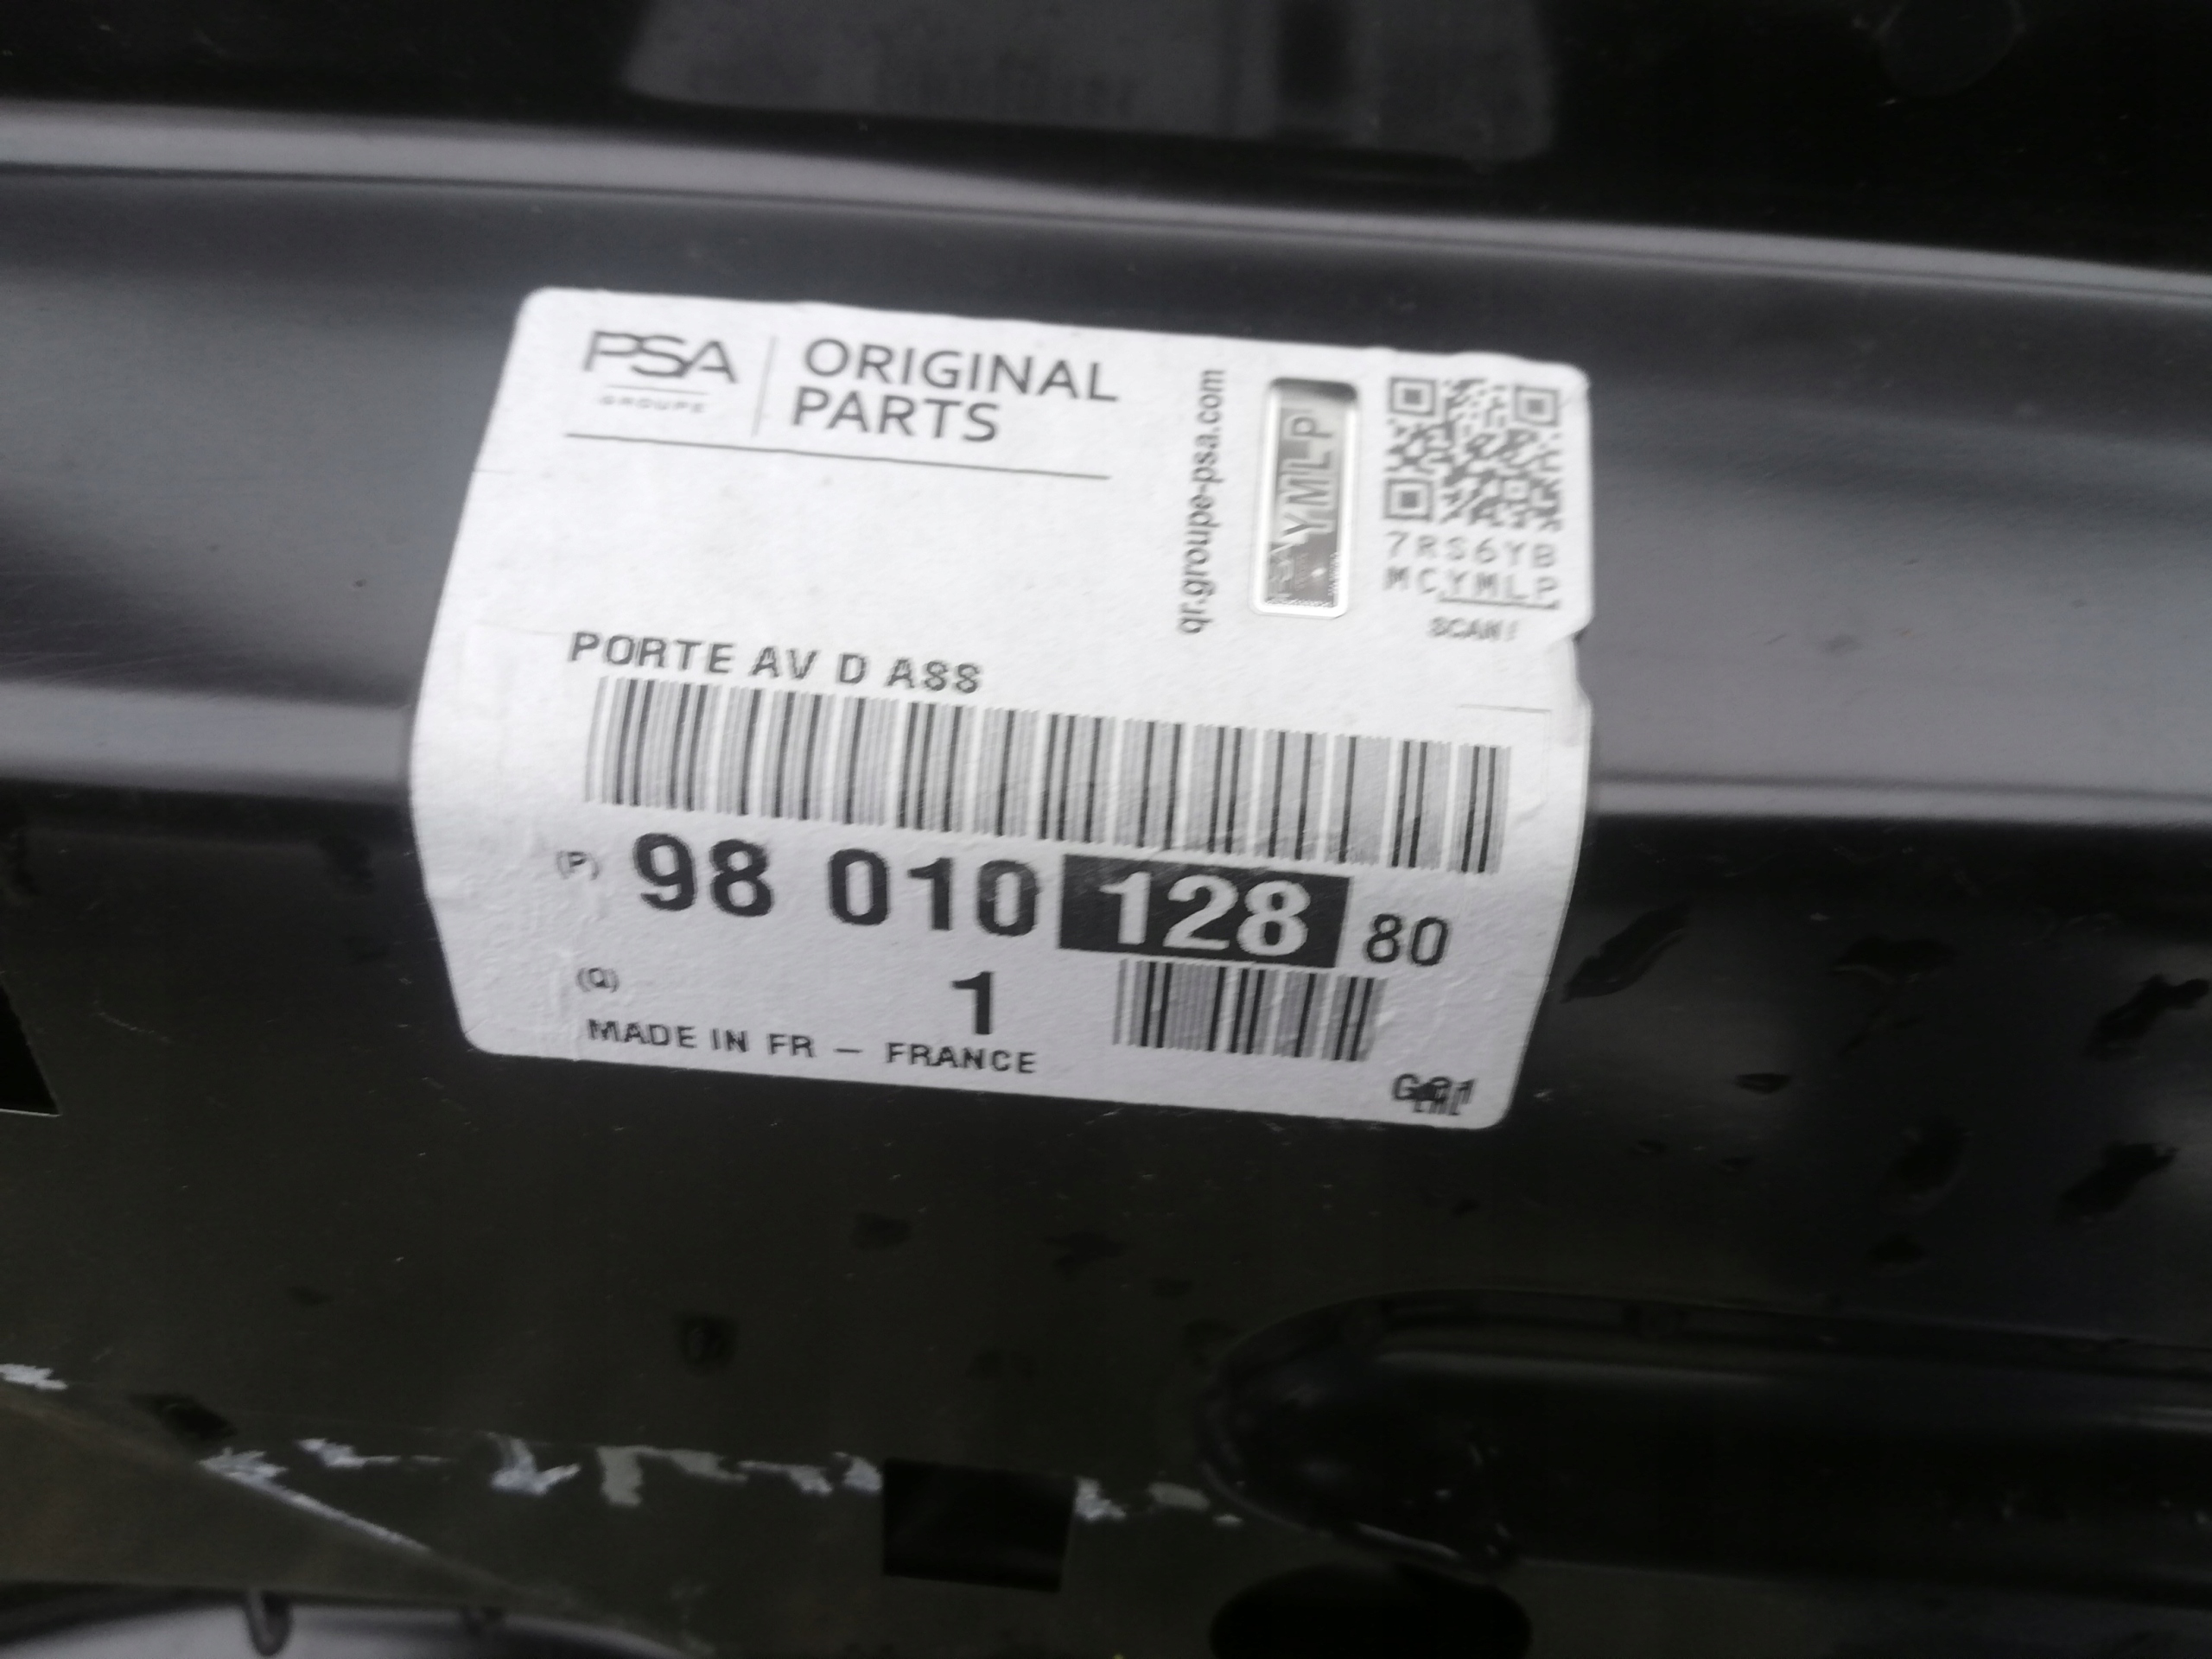 PSA
GROUPE
ORIGINAL
PARTS
qr.groupe-psa.com
YMLP
7RS6YB
MCYMLP
SCAN!
PORTE AV D ASS
(P) 98 010 128 80
(Q) 1
MADE IN FR – FRANCE